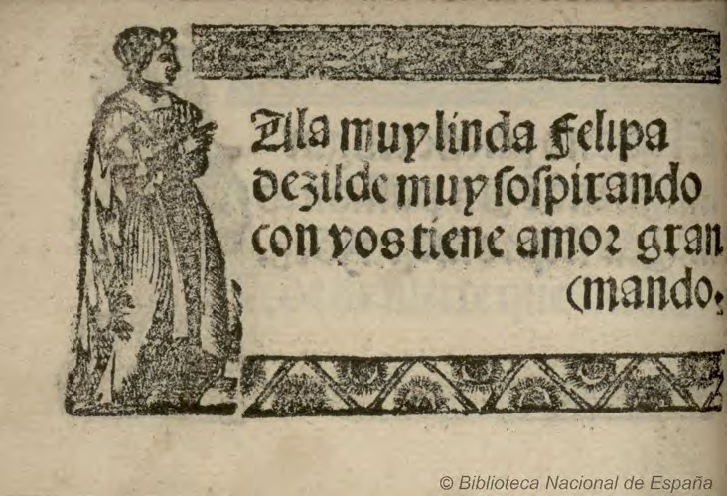 Ala muy linda Felipa
dezilde muy soſpirando
con vos tiene amor gran
(mando.
© Biblioteca Nacional de España